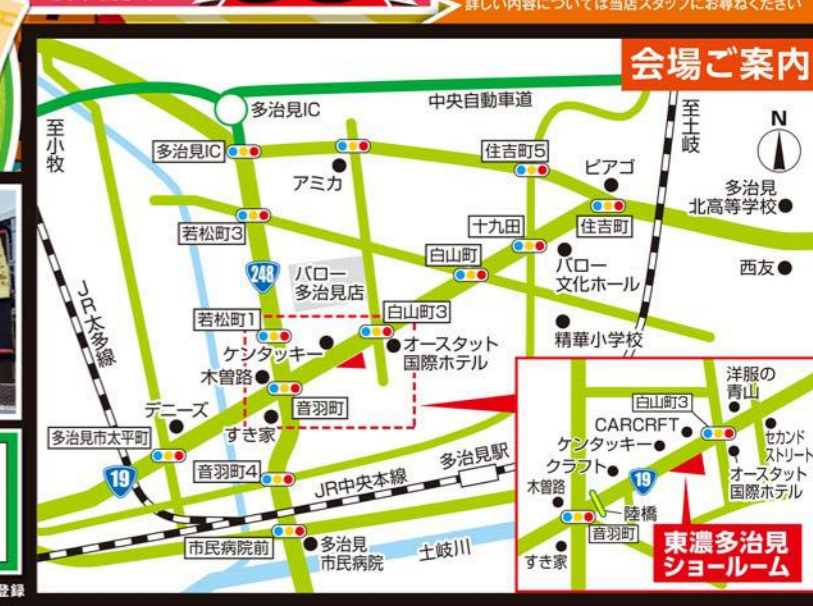 詳しい内容については当店スタッフにお尋ねください
会場ご案内
至小牧
多治見IC
中央自動車道
至土岐
N
多治見IC
アミカ
住吉町5
ピアゴ
多治見
北高等学校
若松町3
十九田
住吉町
白山町
バロー
文化ホール
西友
248
バロー
多治見店
JR太多線
若松町1
白山町3
精華小学校
ケンタッキー
オースタット
国際ホテル
木曽路
音羽町
デニーズ
すき家
多治見市太平町
19
音羽町4
JR中央本線
多治見駅
市民病院前
多治見
市民病院
土岐川
洋服の
青山
白山町3
CARCRFT
ケンタッキー
セカンド
ストリート
クラフト
オースタット
国際ホテル
木曽路
19
陸橋
音羽町
すき家
東濃多治見
ショールーム
登録